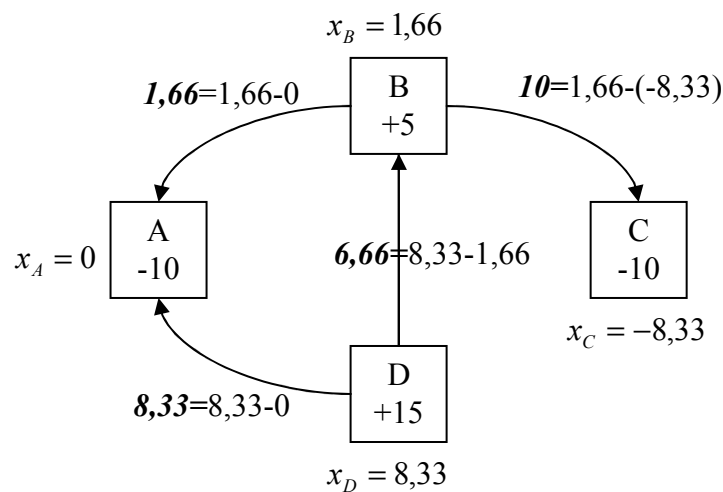 x_B = 1,66
B
+5
1,66=1,66-0
10=1,66-(-8,33)
A
-10
x_A = 0
6,66=8,33-1,66
C
-10
x_C = −8,33
D
+15
8,33=8,33-0
x_D = 8,33